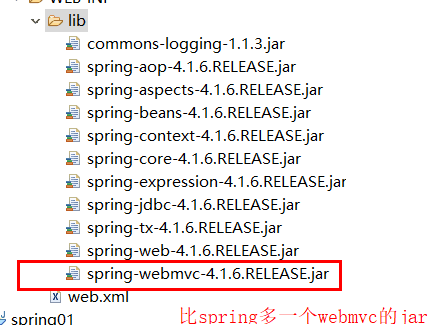 WEB-INF
lib
commons-logging-1.1.3.jar
spring-aop-4.1.6.RELEASE.jar
spring-aspects-4.1.6.RELEASE.jar
spring-beans-4.1.6.RELEASE.jar
spring-context-4.1.6.RELEASE.jar
spring-core-4.1.6.RELEASE.jar
spring-expression-4.1.6.RELEASE.jar
spring-jdbc-4.1.6.RELEASE.jar
spring-tx-4.1.6.RELEASE.jar
spring-web-4.1.6.RELEASE.jar
spring-webmvc-4.1.6.RELEASE.jar
web.xml
spring01
比spring多一个webmvc的jar